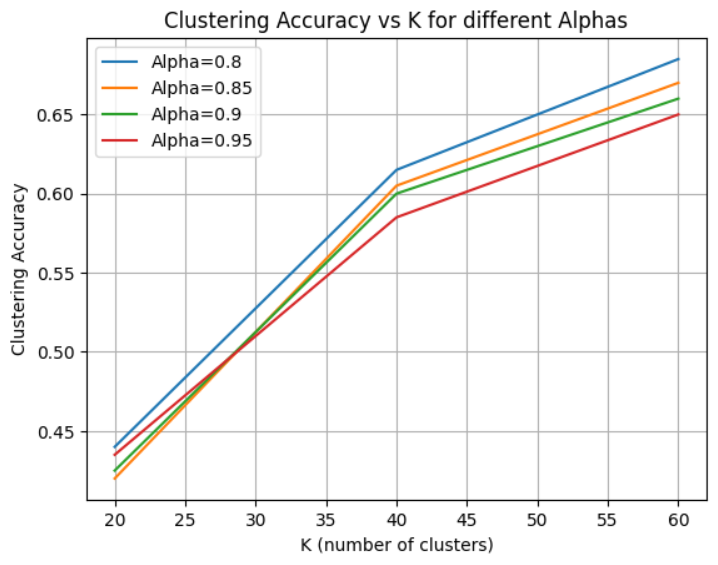 Clustering Accuracy vs K for different Alphas
Alpha=0.8
Alpha=0.85
Alpha=0.9
Alpha=0.95
Clustering Accuracy
0.65
0.60
0.55
0.50
0.45
20 25 30 35 40 45 50 55 60
K (number of clusters)